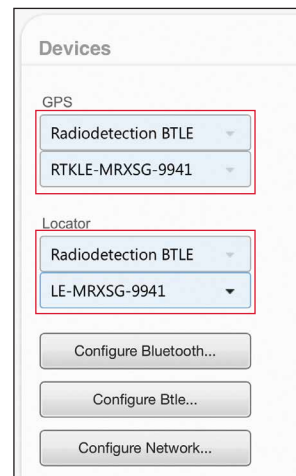 Devices
GPS
Radiodetection BTLE
RTKLE-MRXSG-9941
Locator
Radiodetection BTLE
LE-MRXSG-9941
Configure Bluetooth...
Configure Btle...
Configure Network...